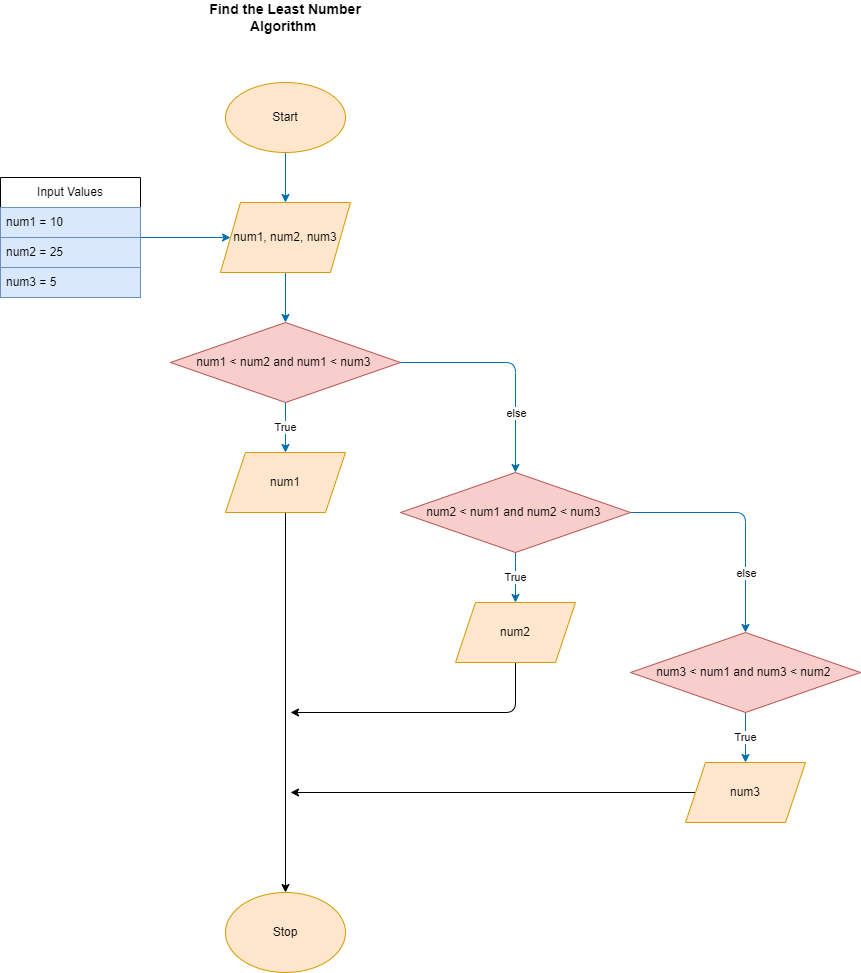 Find the Least Number
Algorithm
Start
Input Values
num1 = 10
num2 = 25
num3 = 5
num1, num2, num3
num1 < num2 and num1 < num3
else
True
num1
num2 < num1 and num2 < num3
else
True
num2
num3 < num1 and num3 < num2
True
num3
Stop